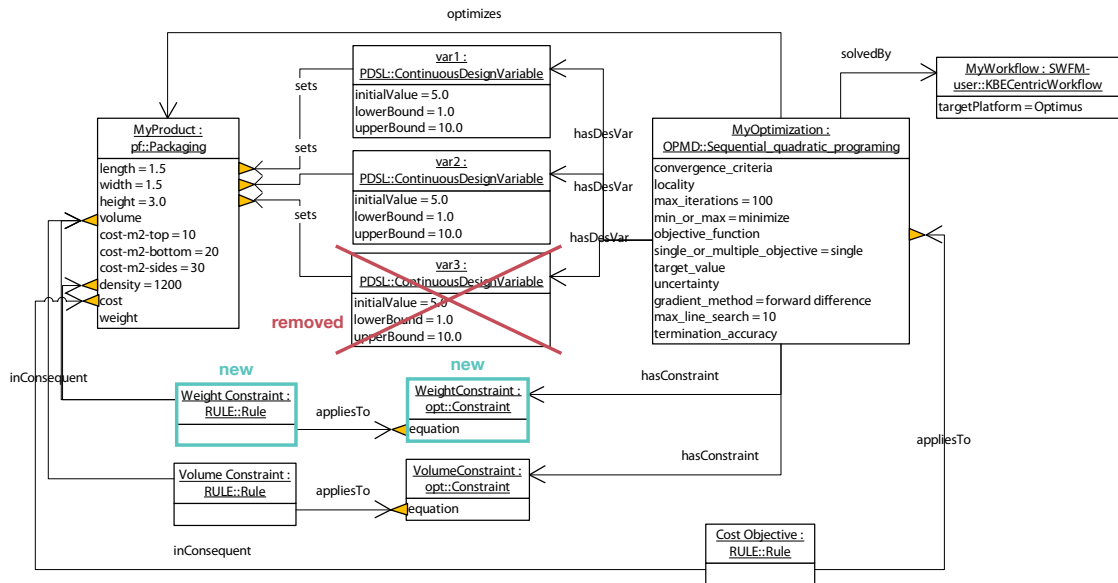 optimizes
var1 :
PDSL::ContinuousDesignVariable
initialValue = 5.0
lowerBound = 1.0
upperBound = 10.0
solvedBy
MyWorkflow : SWFM-
user::KBECentricWorkflow
targetPlatform = Optimus
sets
sets
sets
hasDesVar
hasDesVar
hasDesVar
MyProduct :
pf::Packaging
length = 1.5
width = 1.5
height = 3.0
volume
cost-m2-top = 10
cost-m2-bottom = 20
cost-m2-sides = 30
density = 1200
cost
weight
var2 :
PDSL::ContinuousDesignVariable
initialValue = 5.0
lowerBound = 1.0
upperBound = 10.0
var3 :
PDSL::ContinuousDesignVariable
initialValue = 5.0
lowerBound = 1.0
upperBound = 10.0
removed
MyOptimization :
OPMD::Sequential_quadratic_programing
convergence_criteria
locality
max_iterations = 100
min_or_max = minimize
objective_function
single_or_multiple_objective = single
target_value
uncertainty
gradient_method = forward difference
max_line_search = 10
termination_accuracy
inConsequent
new
Weight Constraint :
RULE::Rule
appliesTo
new
WeightConstraint :
opt::Constraint
equation
hasConstraint
Volume Constraint :
RULE::Rule
appliesTo
VolumeConstraint :
opt::Constraint
equation
hasConstraint
appliesTo
inConsequent
Cost Objective :
RULE::Rule